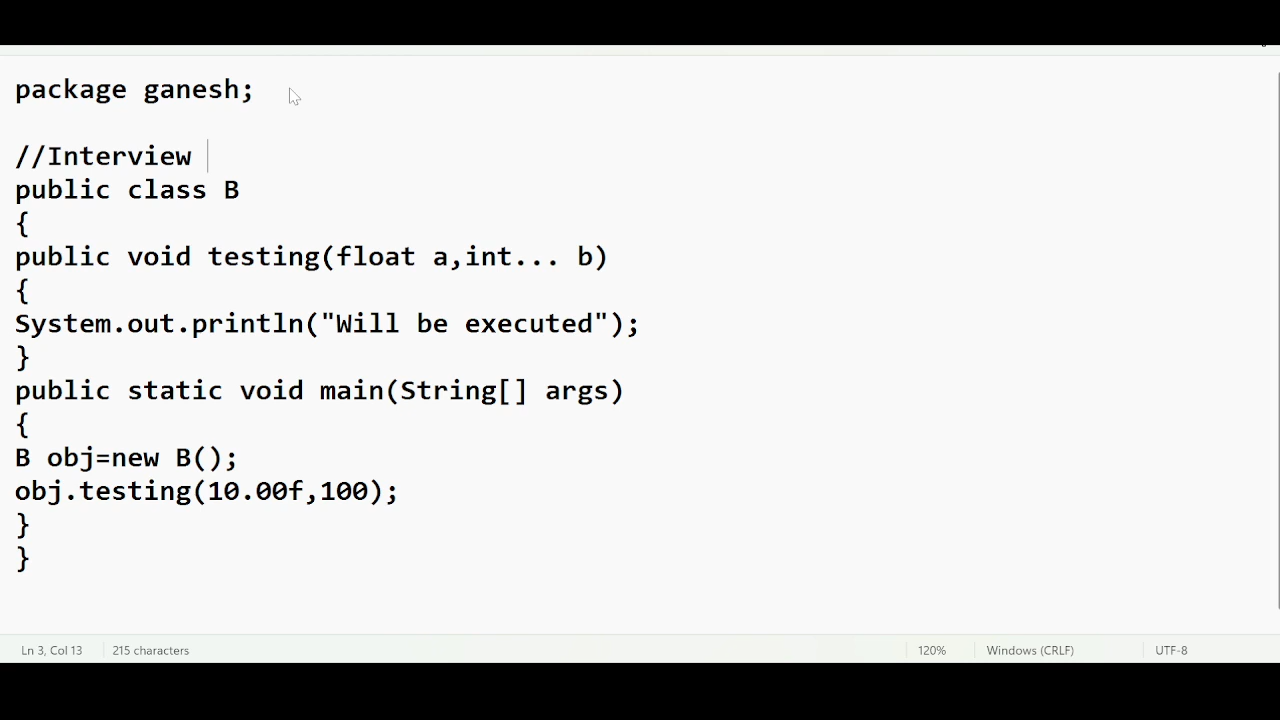 package ganesh;
//Interview
public class B
{
public void testing(float a,int... b)
{
System.out.println("Will be executed");
}
public static void main(String[] args)
{
B obj=new B();
obj.testing(10.00f,100);
}
}
Ln 3, Col 13 215 characters 120% Windows (CRLF) UTF-8